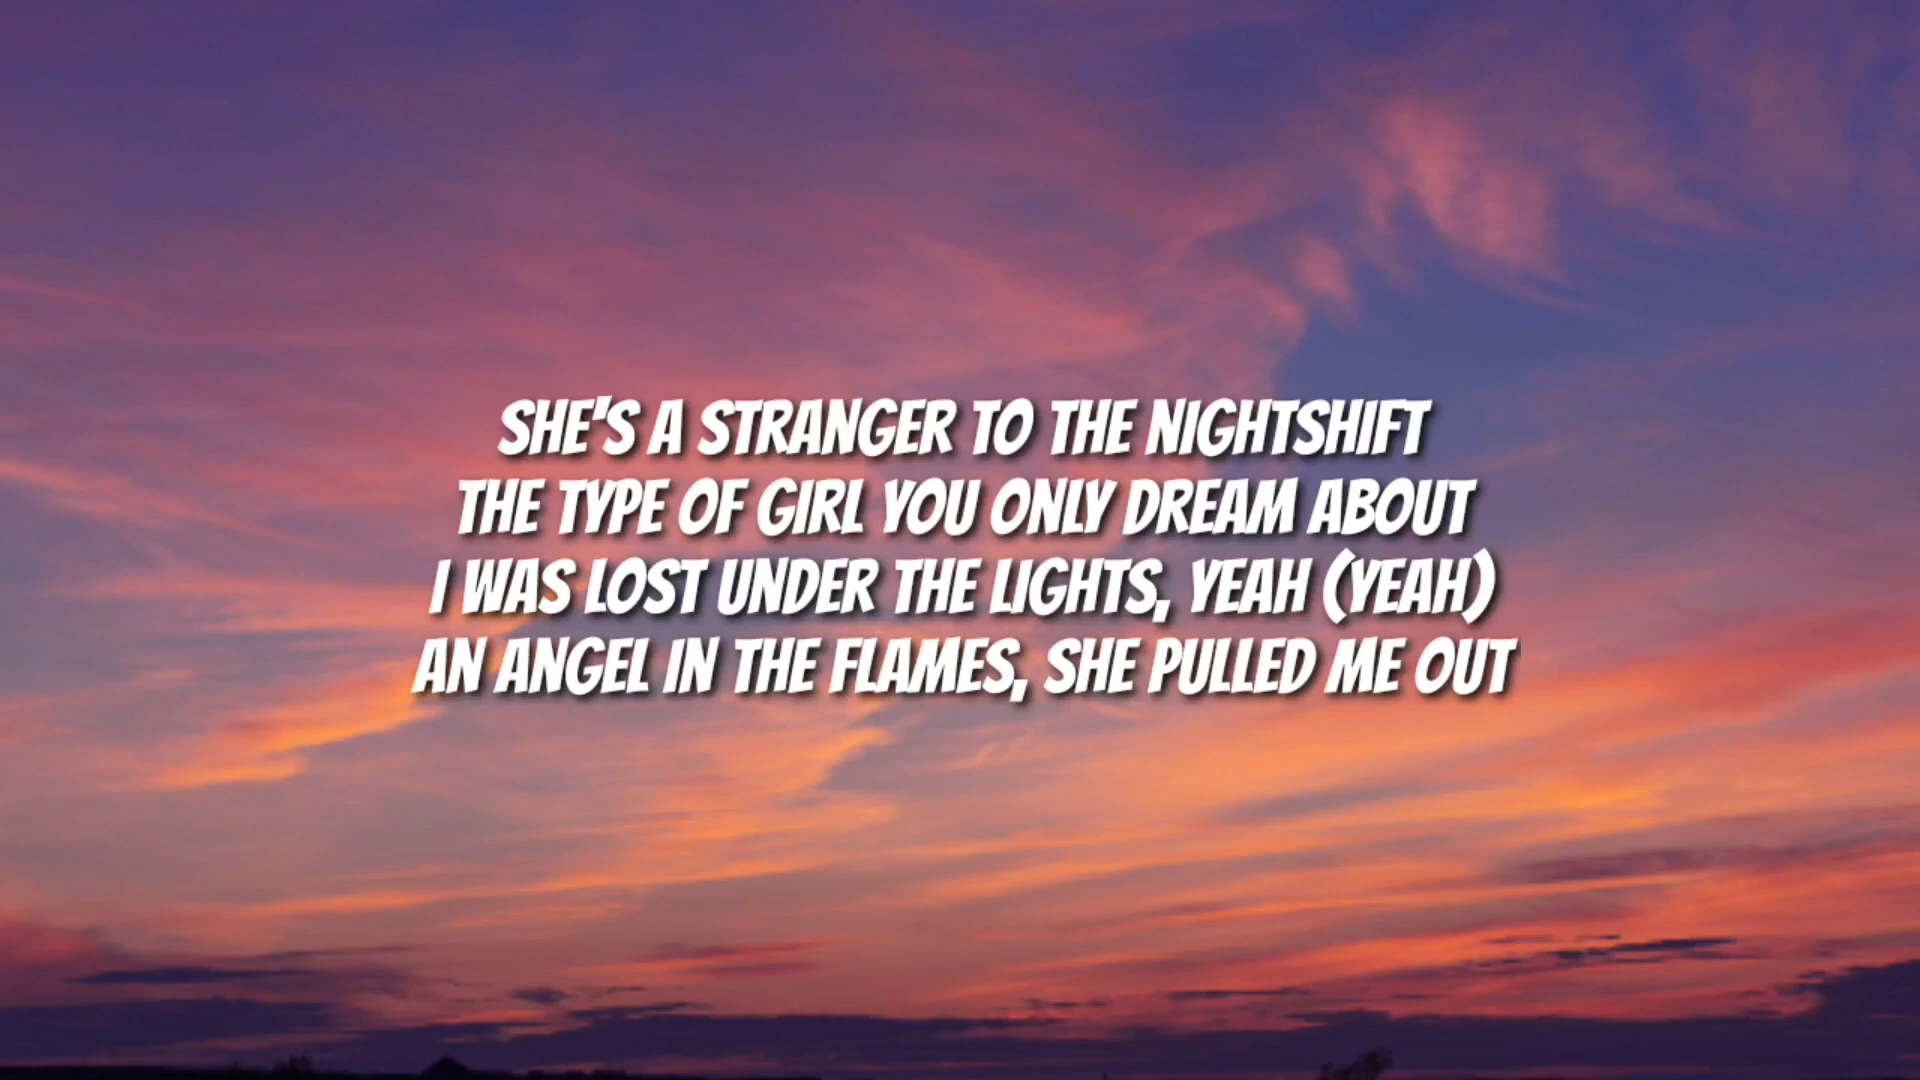 SHE'S A STRANGER TO THE NIGHTSHIFT
THE TYPE OF GIRL YOU ONLY DREAM ABOUT
I WAS LOST UNDER THE LIGHTS, YEAH (YEAH)
AN ANGEL IN THE FLAMES, SHE PULLED ME OUT